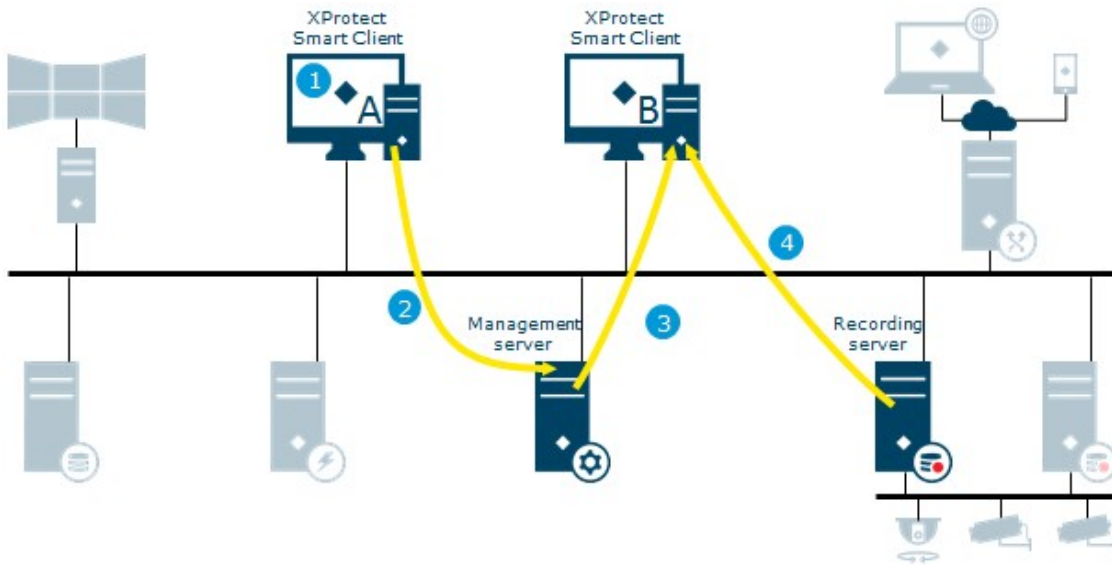 XProtect
Smart Client
XProtect
Smart Client
1
A
B
2
3
4
Management
server
Recording
server